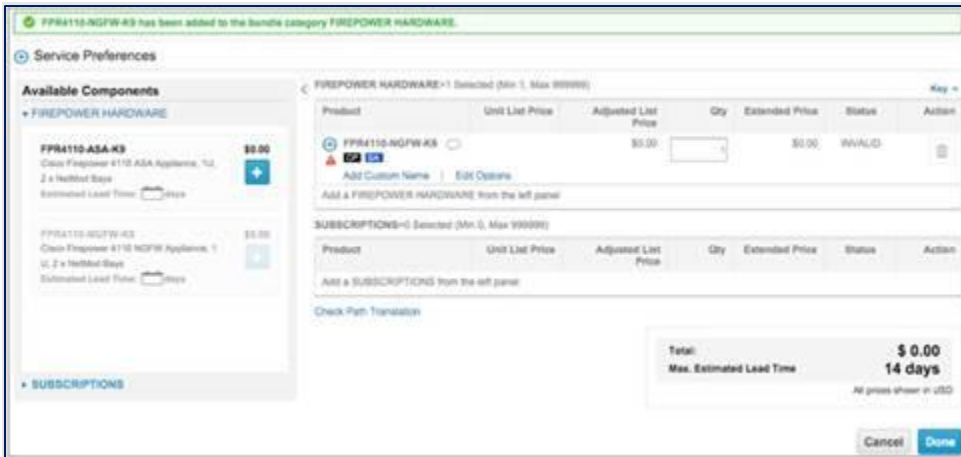 FPR4110-NGFW-K9 has been added to the bundle category FIREPOWER HARDWARE.
Service Preferences
Available Components
FIREPOWER HARDWARE
FPR4110-ASA-K9 $0.00
Cisco Firepower 4110 ASA Appliance, 1U,
2 x NetMod Bays
Estimated Lead Time: days
FPR4110-NGFW-K9 $0.00
Cisco Firepower 4110 NGFW Appliance, 1
U, 2 x NetMod Bays
Estimated Lead Time: days
SUBSCRIPTIONS
FIREPOWER HARDWARE-1 Selected (Min 1, Max 999999)
Key
Product Unit List Price Adjusted List Price Qty Extended Price Status Action
FPR4110-NGFW-K9 $0.00 1 $0.00 INVALID
CP SA
Add Custom Name | Edit Options
Add a FIREPOWER HARDWARE from the left panel
SUBSCRIPTIONS-0 Selected (Min 0, Max 999999)
Product Unit List Price Adjusted List Price Qty Extended Price Status Action
Add a SUBSCRIPTIONS from the left panel
Check Path Translation
Total: $ 0.00
Max. Estimated Lead Time 14 days
All prices shown in USD
Cancel Done